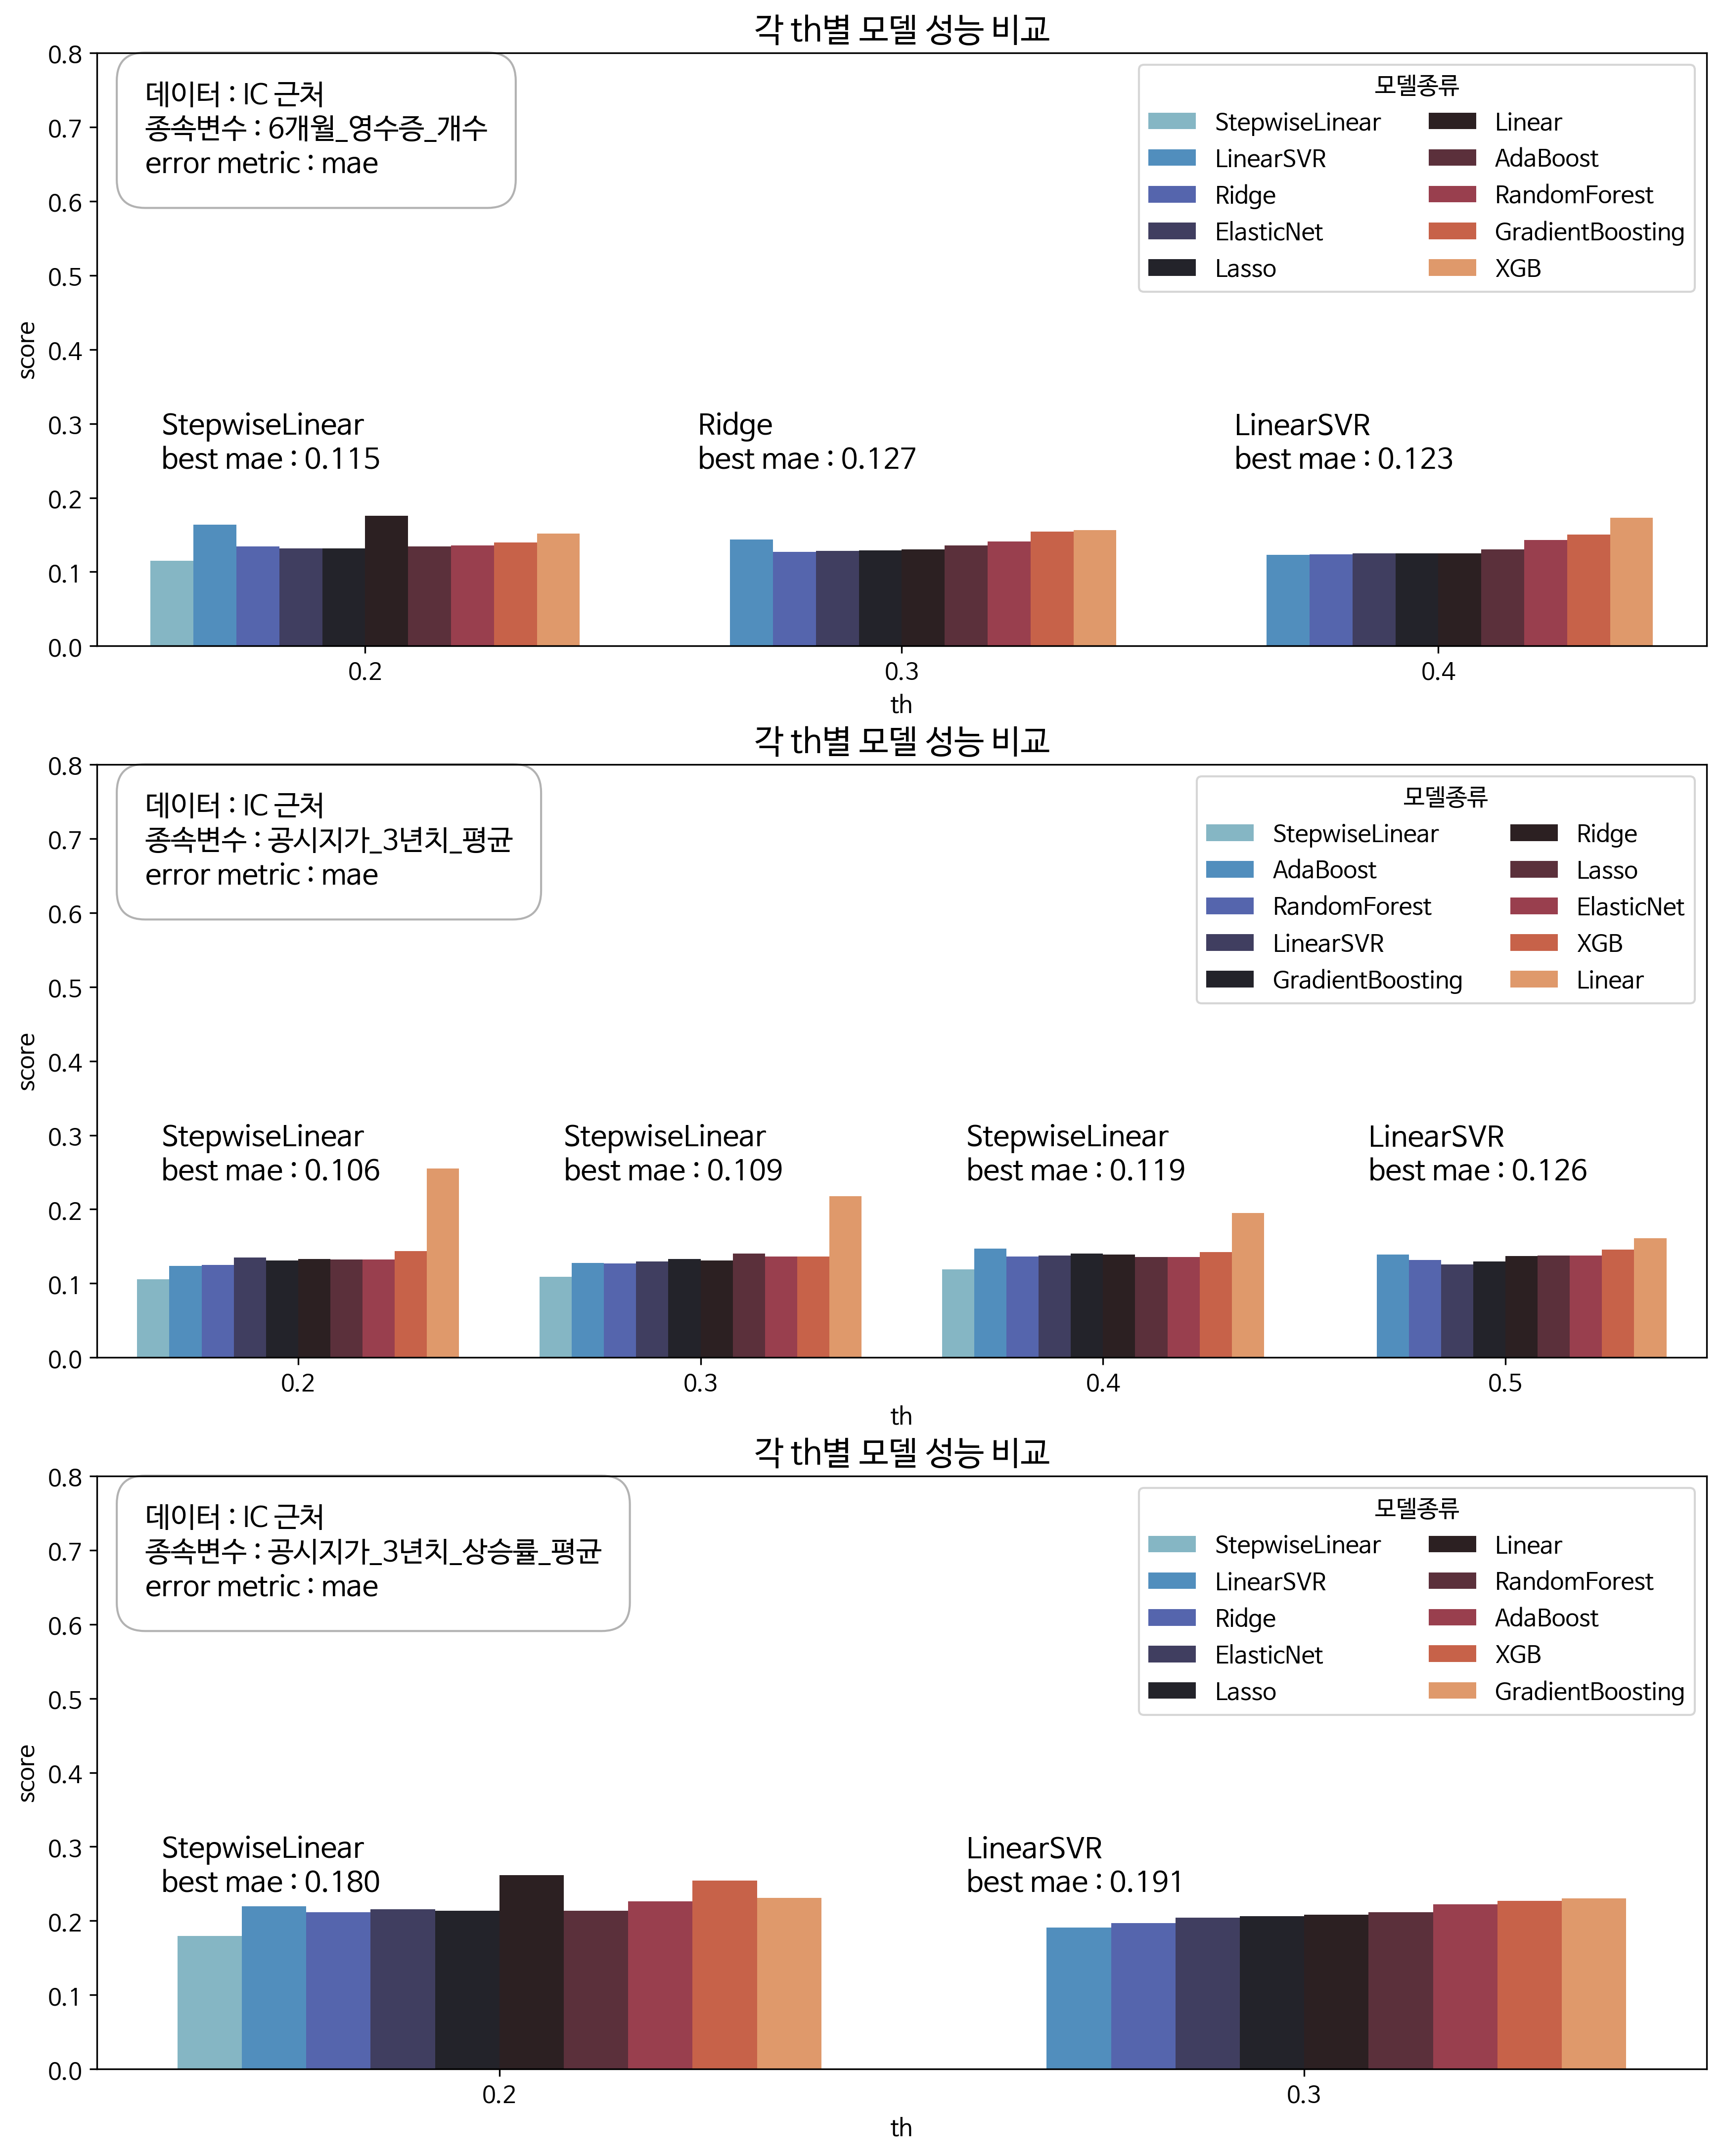 각 th별 모델 성능 비교
데이터 : IC 근처
종속변수 : 6개월_영수증_개수
error metric : mae
모델종류
StepwiseLinear
LinearSVR
Ridge
ElasticNet
Lasso
Linear
AdaBoost
RandomForest
GradientBoosting
XGB
score
0.8
0.7
0.6
0.5
0.4
0.3
0.2
0.1
0.0
StepwiseLinear
best mae : 0.115
Ridge
best mae : 0.127
LinearSVR
best mae : 0.123
0.2
0.3
0.4
th
각 th별 모델 성능 비교
데이터 : IC 근처
종속변수 : 공시지가_3년치_평균
error metric : mae
모델종류
StepwiseLinear
AdaBoost
RandomForest
LinearSVR
GradientBoosting
Ridge
Lasso
ElasticNet
XGB
Linear
score
0.8
0.7
0.6
0.5
0.4
0.3
0.2
0.1
0.0
StepwiseLinear
best mae : 0.106
StepwiseLinear
best mae : 0.109
StepwiseLinear
best mae : 0.119
LinearSVR
best mae : 0.126
0.2
0.3
0.4
0.5
th
각 th별 모델 성능 비교
데이터 : IC 근처
종속변수 : 공시지가_3년치_상승률_평균
error metric : mae
모델종류
StepwiseLinear
LinearSVR
Ridge
ElasticNet
Lasso
Linear
RandomForest
AdaBoost
XGB
GradientBoosting
score
0.8
0.7
0.6
0.5
0.4
0.3
0.2
0.1
0.0
StepwiseLinear
best mae : 0.180
LinearSVR
best mae : 0.191
0.2
0.3
th